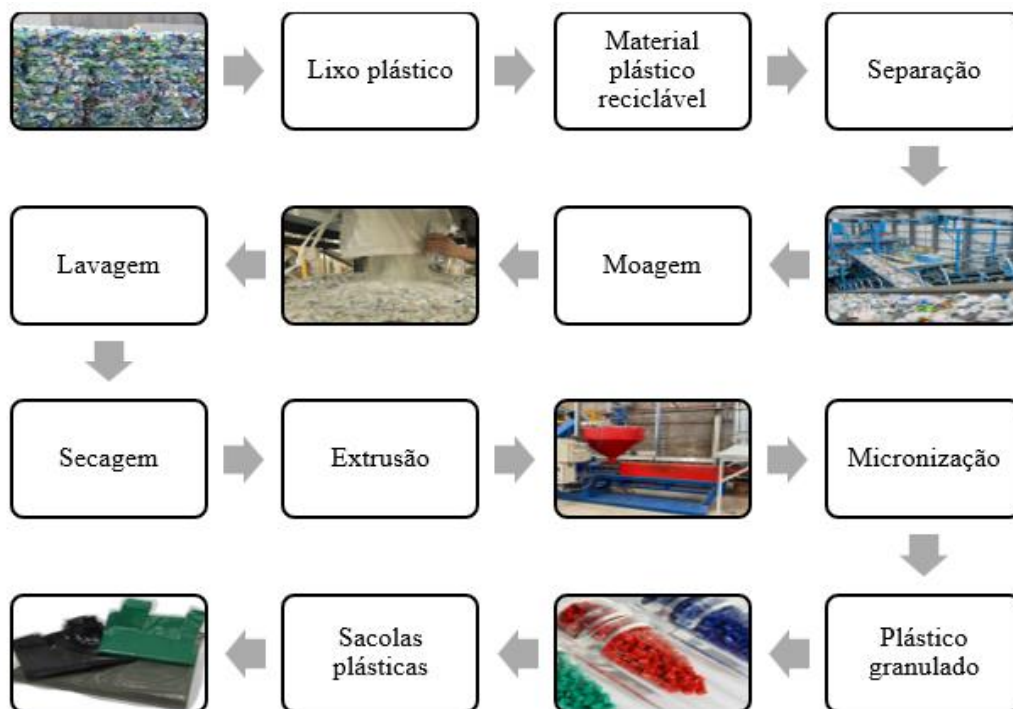 Lixo plástico
Material
plástico
reciclável
Separação
Moagem
Lavagem
Secagem
Extrusão
Micronização
Plástico
granulado
Sacolas
plásticas